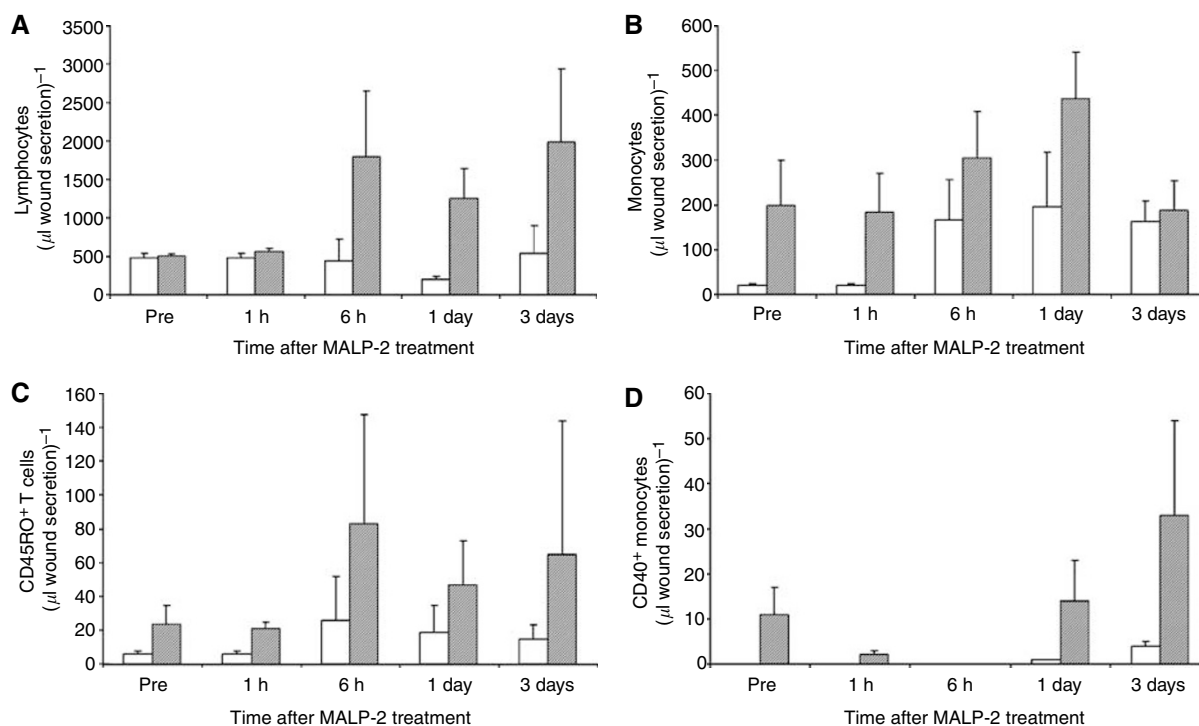 A
Lymphocytes
(μl wound secretion)⁻¹
3500
3000
2500
2000
1500
1000
500
0
Pre 1 h 6 h 1 day 3 days
Time after MALP-2 treatment
B
Monocytes
(μl wound secretion)⁻¹
600
500
400
300
200
100
0
Pre 1 h 6 h 1 day 3 days
Time after MALP-2 treatment
C
CD45RO⁺ T cells
(μl wound secretion)⁻¹
160
140
120
100
80
60
40
20
0
Pre 1 h 6 h 1 day 3 days
Time after MALP-2 treatment
D
CD40⁺ monocytes
(μl wound secretion)⁻¹
60
50
40
30
20
10
0
Pre 1 h 6 h 1 day 3 days
Time after MALP-2 treatment